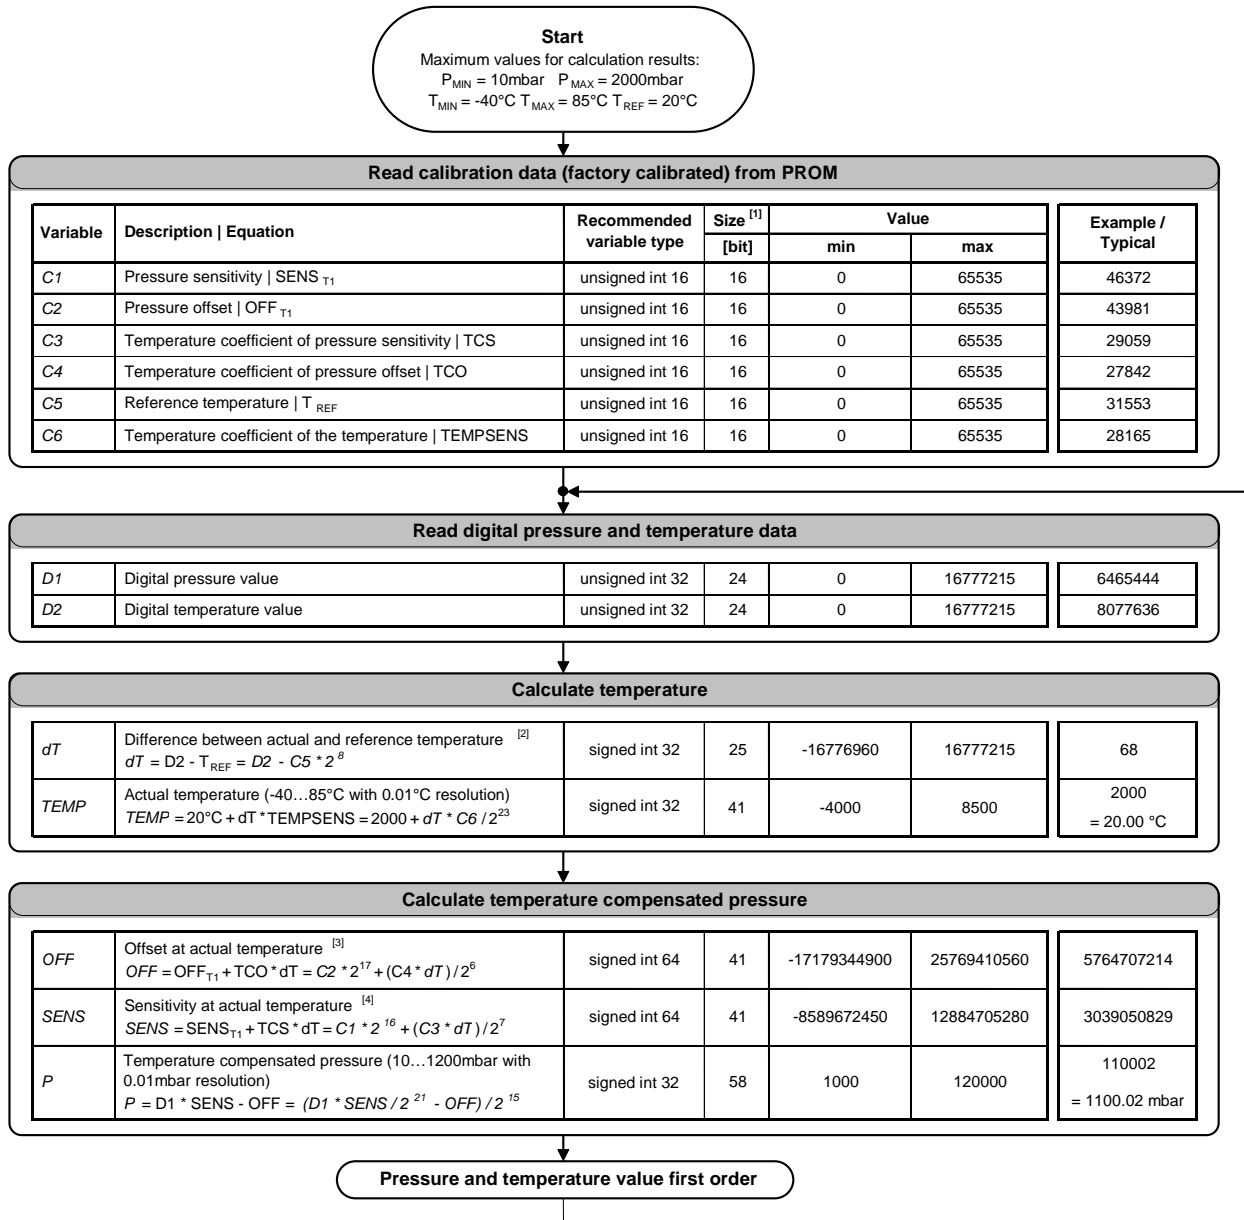 Start
Maximum values for calculation results:
P MIN = 10mbar P MAX = 2000mbar
T MIN = -40°C T MAX = 85°C T REF = 20°C
Read calibration data (factory calibrated) from PROM
Variable | Description | Equation | Recommended variable type | Size [1] [bit] | Value min | max | Example / Typical
C1 | Pressure sensitivity | SENS T1 | unsigned int 16 | 16 | 0 | 65535 | 46372
C2 | Pressure offset | OFF T1 | unsigned int 16 | 16 | 0 | 65535 | 43981
C3 | Temperature coefficient of pressure sensitivity | TCS | unsigned int 16 | 16 | 0 | 65535 | 29059
C4 | Temperature coefficient of pressure offset | TCO | unsigned int 16 | 16 | 0 | 65535 | 27842
C5 | Reference temperature | T REF | unsigned int 16 | 16 | 0 | 65535 | 31553
C6 | Temperature coefficient of the temperature | TEMPSENS | unsigned int 16 | 16 | 0 | 65535 | 28165
Read digital pressure and temperature data
D1 | Digital pressure value | unsigned int 32 | 24 | 0 | 16777215 | 6465444
D2 | Digital temperature value | unsigned int 32 | 24 | 0 | 16777215 | 8077636
Calculate temperature
Difference between actual and reference temperature [2]
dT | dT = D2 - T REF = D2 - C5 * 2^8 | signed int 32 | 25 | -16776960 | 16777215 | 68
Actual temperature (-40…85°C with 0.01°C resolution)
TEMP | TEMP = 20°C + dT * TEMPSENS = 2000 + dT * C6 / 2^23 | signed int 32 | 41 | -4000 | 8500 | 2000
= 20.00 °C
Calculate temperature compensated pressure
Offset at actual temperature [3]
OFF | OFF = OFF T1 + TCO * dT = C2 * 2^17 + (C4 * dT) / 2^6 | signed int 64 | 41 | -17179344900 | 25769410560 | 5764707214
Sensitivity at actual temperature [4]
SENS | SENS = SENS T1 + TCS * dT = C1 * 2^16 + (C3 * dT) / 2^7 | signed int 64 | 41 | -8589672450 | 12884705280 | 3039050829
Temperature compensated pressure (10…1200mbar with
0.01mbar resolution)
P | P = D1 * SENS - OFF = (D1 * SENS / 2^21 - OFF) / 2^15 | signed int 32 | 58 | 1000 | 120000 | 110002
= 1100.02 mbar
Pressure and temperature value first order